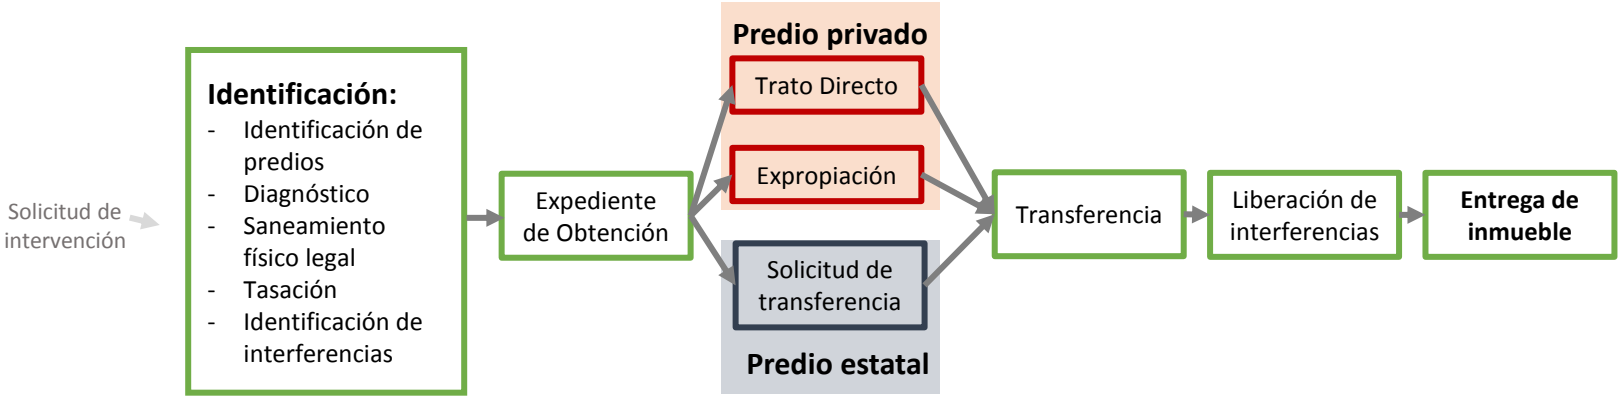 Solicitud de
intervención
Identificación:
- Identificación de
predios
- Diagnóstico
- Saneamiento
físico legal
- Tasación
- Identificación de
interferencias
Expediente
de Obtención
Predio privado
Trato Directo
Expropiación
Solicitud de
transferencia
Predio estatal
Transferencia
Liberación de
interferencias
Entrega de
inmueble